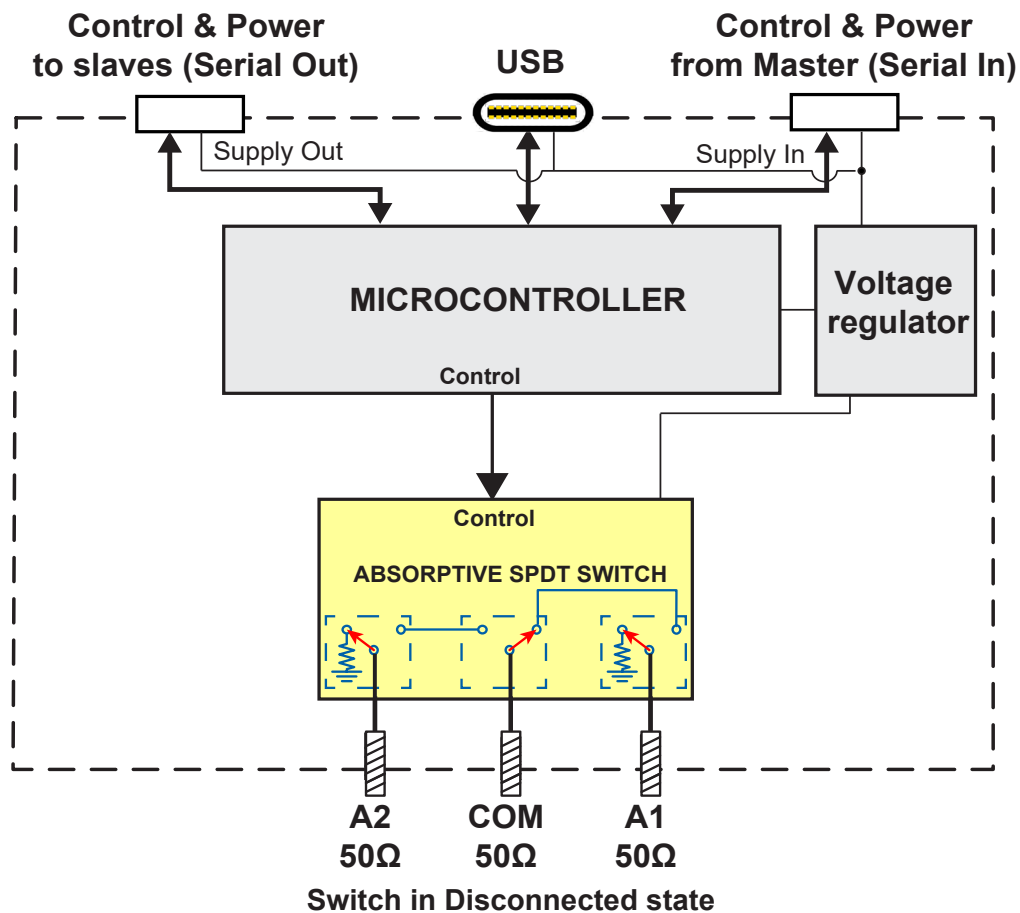 Control & Power
to slaves (Serial Out)
USB
Control & Power
from Master (Serial In)
Supply Out
Supply In
MICROCONTROLLER
Voltage
regulator
Control
Control
ABSORPTIVE SPDT SWITCH
A2
COM
A1
50Ω
50Ω
50Ω
Switch in Disconnected state